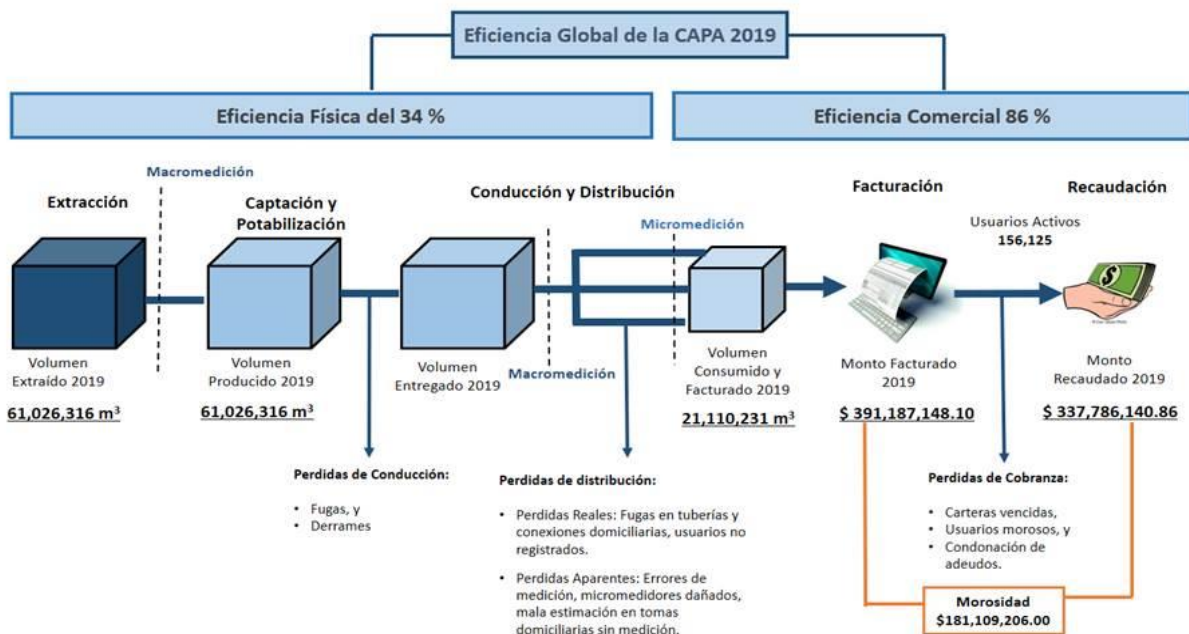 Eficiencia Global de la CAPA 2019
Eficiencia Física del 34 %
Eficiencia Comercial 86 %
Macromedición
Extracción
Captación y
Potabilización
Conducción y Distribución
Micromedición
Facturación
Recaudación
Usuarios Activos
156,125
Macromedición
Volumen
Extraído 2019
61,026,316 m³
Volumen
Producido 2019
61,026,316 m³
Volumen
Entregado 2019
Volumen
Consumido y
Facturado 2019
21,110,231 m³
Monto Facturado
2019
$ 391,187,148.10
Monto
Recaudado 2019
$ 337,786,140.86
Perdidas de Conducción:
• Fugas, y
• Derrames
Perdidas de distribución:
• Perdidas Reales: Fugas en tuberías y
conexiones domiciliarias, usuarios no
registrados.
• Perdidas Aparentes: Errores de
medición, micromedidores dañados,
mala estimación en tomas
domiciliarias sin medición.
Perdidas de Cobranza:
• Carteras vencidas,
• Usuarios morosos, y
• Condonación de
adeudos.
Morosidad
$181,109,206.00